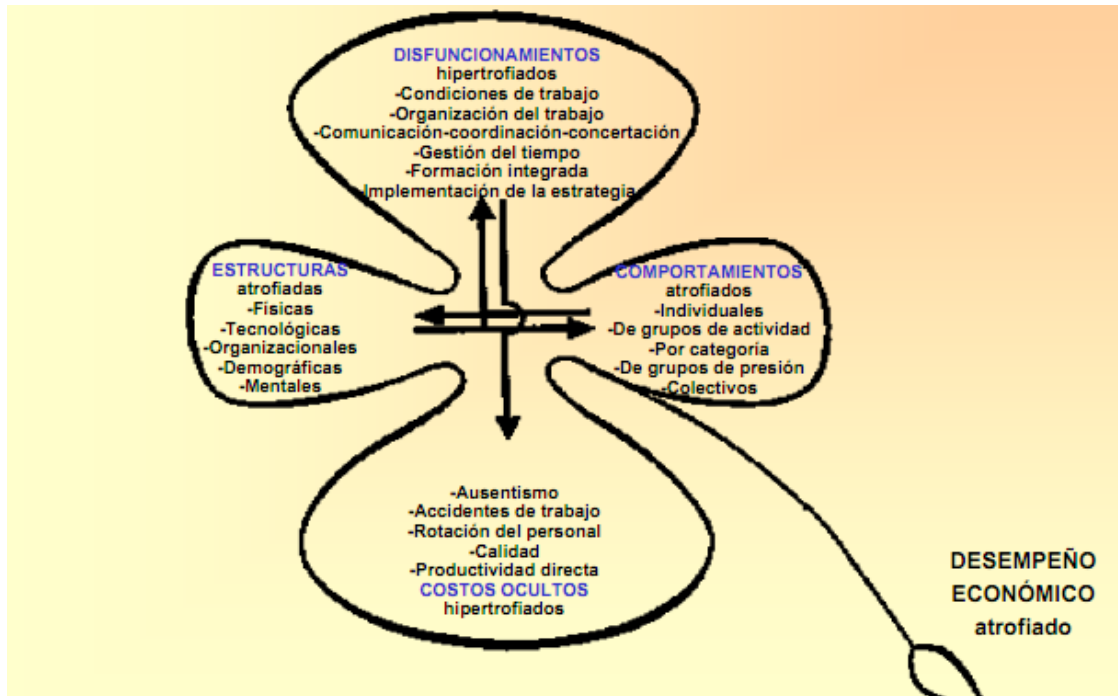 DISFUNCIONAMIENTOS
hipertrofiados
-Condiciones de trabajo
-Organización del trabajo
-Comunicación-coordinación-concertación
-Gestión del tiempo
-Formación integrada
-Implementación de la estrategia
ESTRUCTURAS
atrofiadas
-Físicas
-Tecnológicas
-Organizacionales
-Demográficas
-Mentales
COMPORTAMIENTOS
atrofiados
-Individuales
-De grupos de actividad
-Por categoría
-De grupos de presión
-Colectivos
-Ausentismo
-Accidentes de trabajo
-Rotación del personal
-Calidad
-Productividad directa
COSTOS OCULTOS
hipertrofiados
DESEMPEÑO
ECONÓMICO
atrofiado